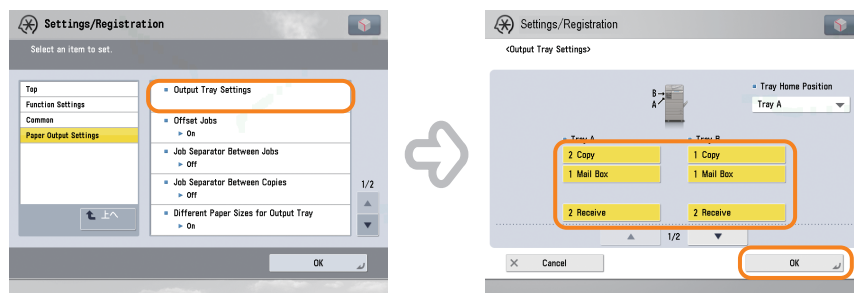 Settings/Registration
Select an item to set.
Top
Function Settings
Common
Paper Output Settings
上へ
Output Tray Settings
Offset Jobs
► On
Job Separator Between Jobs
► Off
Job Separator Between Copies
► Off
Different Paper Sizes for Output Tray
► On
1/2
OK
Settings/Registration
<Output Tray Settings>
B
A
Tray Home Position
Tray A
Tray A
Tray B
2 Copy
1 Copy
1 Mail Box
1 Mail Box
2 Receive
2 Receive
1/2
Cancel
OK